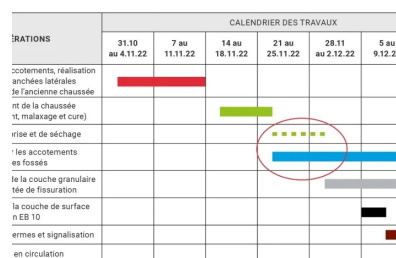 CALENDRIER DES TRAVAUX
ÉRATIONS
31.10
au 4.11.22
7 au
11.11.22
14 au
18.11.22
21 au
25.11.22
28.11
au 2.12.22
5 au
9.12.2
ccotements, réalisation
anchées latérales
de l'ancienne chaussée
nt de la chaussée
nt, malaxage et cure)
prise et de séchage
r les accotements
es fossés
de la couche granulaire
tée de fissuration
la couche de surface
n EB 10
ermes et signalisation
en circulation